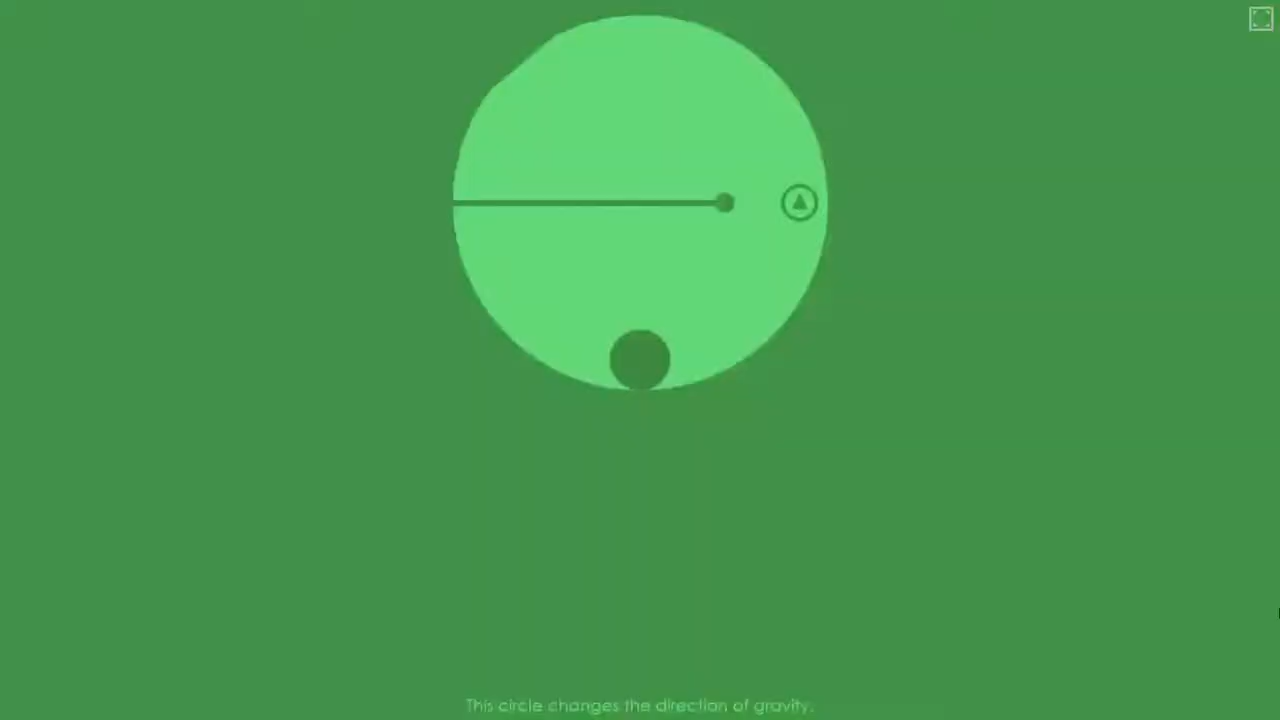 This circle changes the direction of gravity.